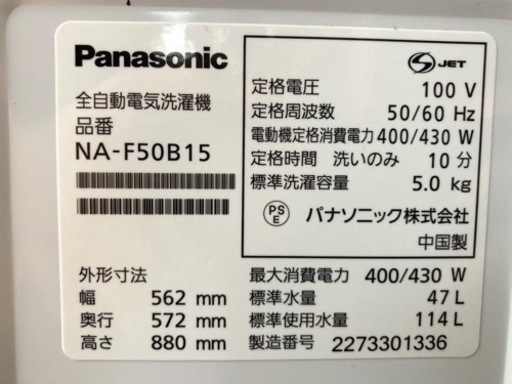 Panasonic
全自動電気洗濯機
品番
NA-F50B15
外形寸法
幅 562 mm
奥行 572 mm
高さ 880 mm
S JET
定格電圧 100 V
定格周波数 50/60 Hz
電動機定格消費電力 400/430 W
定格時間 洗いのみ 10 分
標準洗濯容量 5.0 kg
PS
E
パナソニック株式会社
中国製
最大消費電力 400/430 W
標準水量 47 L
標準使用水量 114 L
製造番号 2273301336